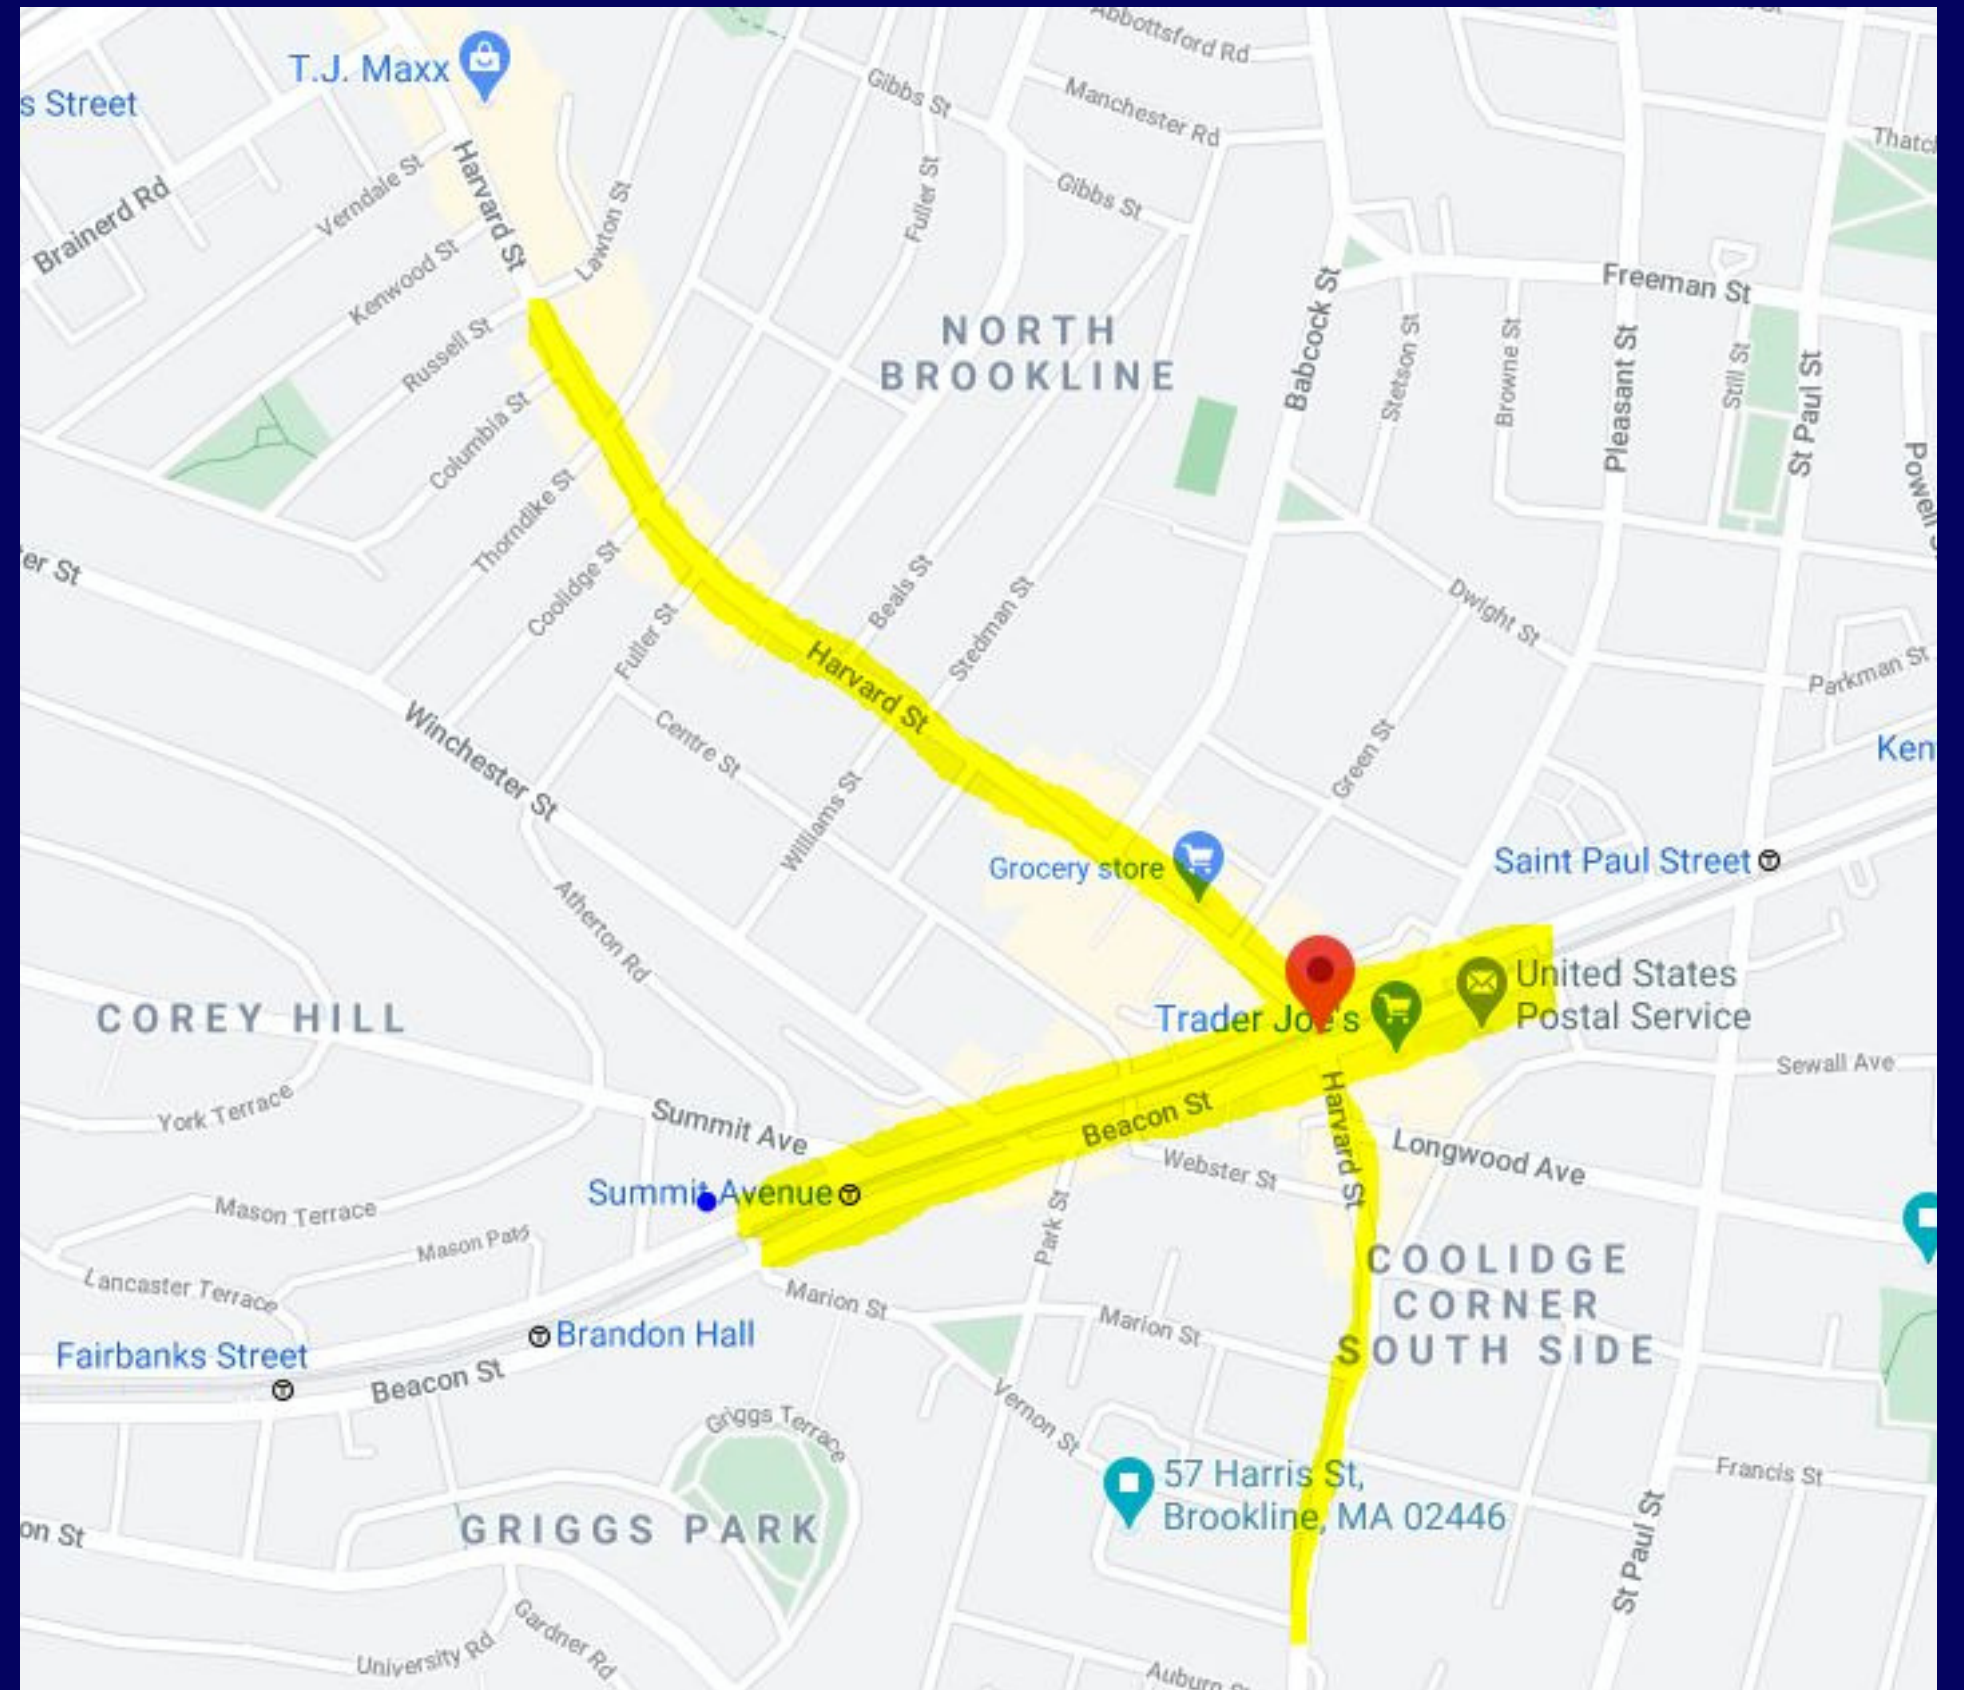 Abbottsford Rd
T.J. Maxx
s Street
Gibbs St
Manchester Rd
Harvard St
Verndale St
Brainerd Rd
Lawton St
Fuller St
Gibbs St
Kenwood St
Russell St
Columbia St
NORTH
BROOKLINE
Babcock St
Stetson St
Browne St
Freeman St
Pleasant St
Still St
St Paul St
Powell
Thorndike St
Coolidge St
Fuller St
Beals St
Stedman St
Harvard St
Dwight St
Parkman St
er St
Winchester St
Centre St
Williams St
Green St
Ken
Grocery store
Saint Paul Street
Atherton Rd
COREY HILL
Trader Joe's
United States
Postal Service
Sewall Ave
York Terrace
Summit Ave
Beacon St
Harvard St
Longwood Ave
Webster St
Summit Avenue
Mason Terrace
Mason Path
Park St
Lancaster Terrace
Marion St
Marion St
COOLIDGE
CORNER
SOUTH SIDE
Fairbanks Street
Brandon Hall
Beacon St
Griggs Terrace
Vernon St
57 Harris St,
Brookline, MA 02446
Francis St
on St
GRIGGS PARK
St Paul St
University Rd
Gardner Rd
Auburn